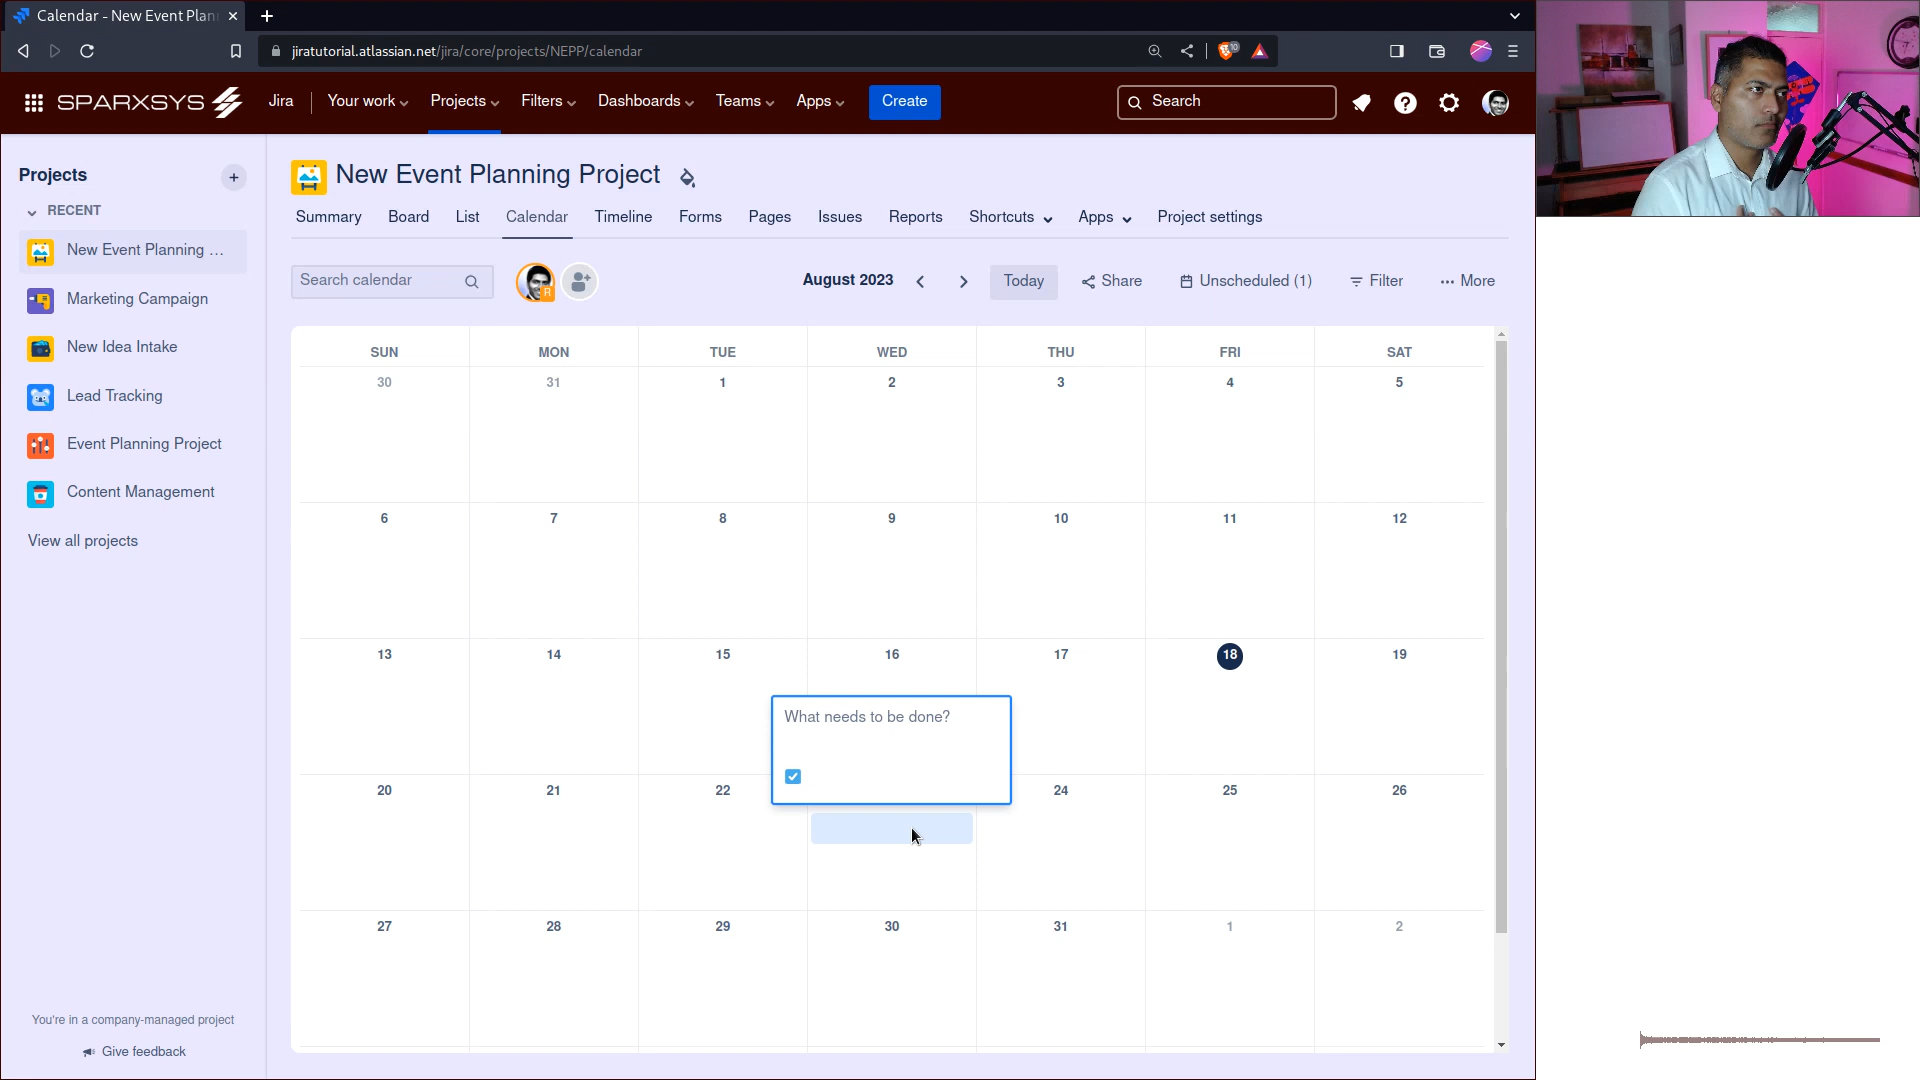 Calendar - New Event Plan
jiratutorial.atlassian.net/jira/core/projects/NEPP/calendar
10
SPARXSYS
Jira
Your work
Projects
Filters
Dashboards
Teams
Apps
Create
Search
Projects
RECENT
New Event Planning ...
Marketing Campaign
New Idea Intake
Lead Tracking
Event Planning Project
Content Management
View all projects
You're in a company-managed project
Give feedback
New Event Planning Project
Summary Board List Calendar Timeline Forms Pages Issues Reports Shortcuts Apps Project settings
Search calendar
R
August 2023
Today
Share
Unscheduled (1)
Filter
More
SUN MON TUE WED THU FRI SAT
30 31 1 2 3 4 5
6 7 8 9 10 11 12
13 14 15 16 17 18 19
What needs to be done?
20 21 22 24 25 26
27 28 29 30 31 1 2